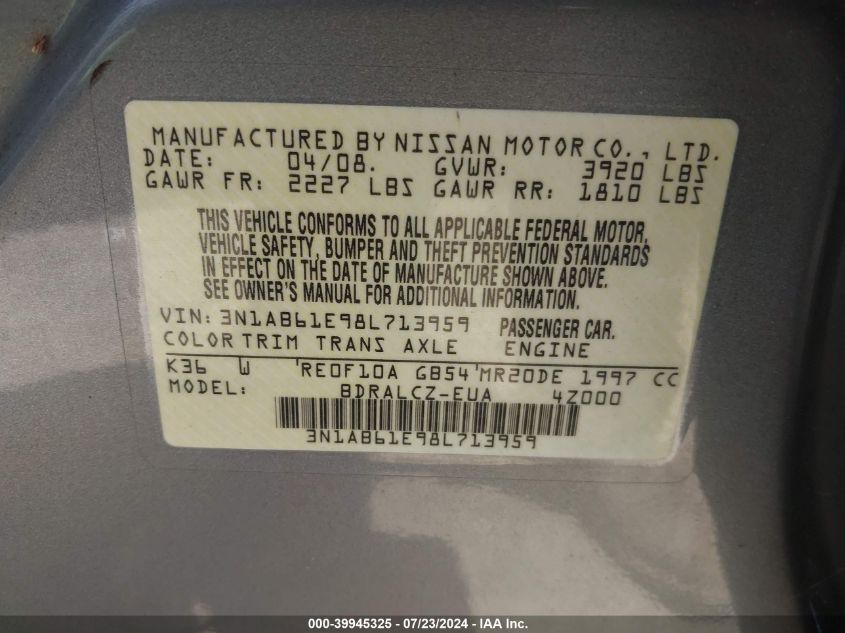 MANUFACTURED BY NISSAN MOTOR CO., LTD.
DATE: 04/08. GVWR: 3920 LBS
GAWR FR: 2227 LBS GAWR RR: 1810 LBS
THIS VEHICLE CONFORMS TO ALL APPLICABLE FEDERAL MOTOR
VEHICLE SAFETY, BUMPER AND THEFT PREVENTION STANDARDS
IN EFFECT ON THE DATE OF MANUFACTURE SHOWN ABOVE.
SEE OWNER'S MANUAL FOR ADDITIONAL INFORMATION.
VIN: 3N1AB61E98L713959 PASSENGER CAR.
COLOR TRIM TRANS AXLE ENGINE
K36 W 'RE0F10A GB54'MR20DE 1997 CC
MODEL: BDRALCZ-EUA 4Z000
3N1AB61E98L713959
000-39945325 | 07/23/2024 | IAA Inc.